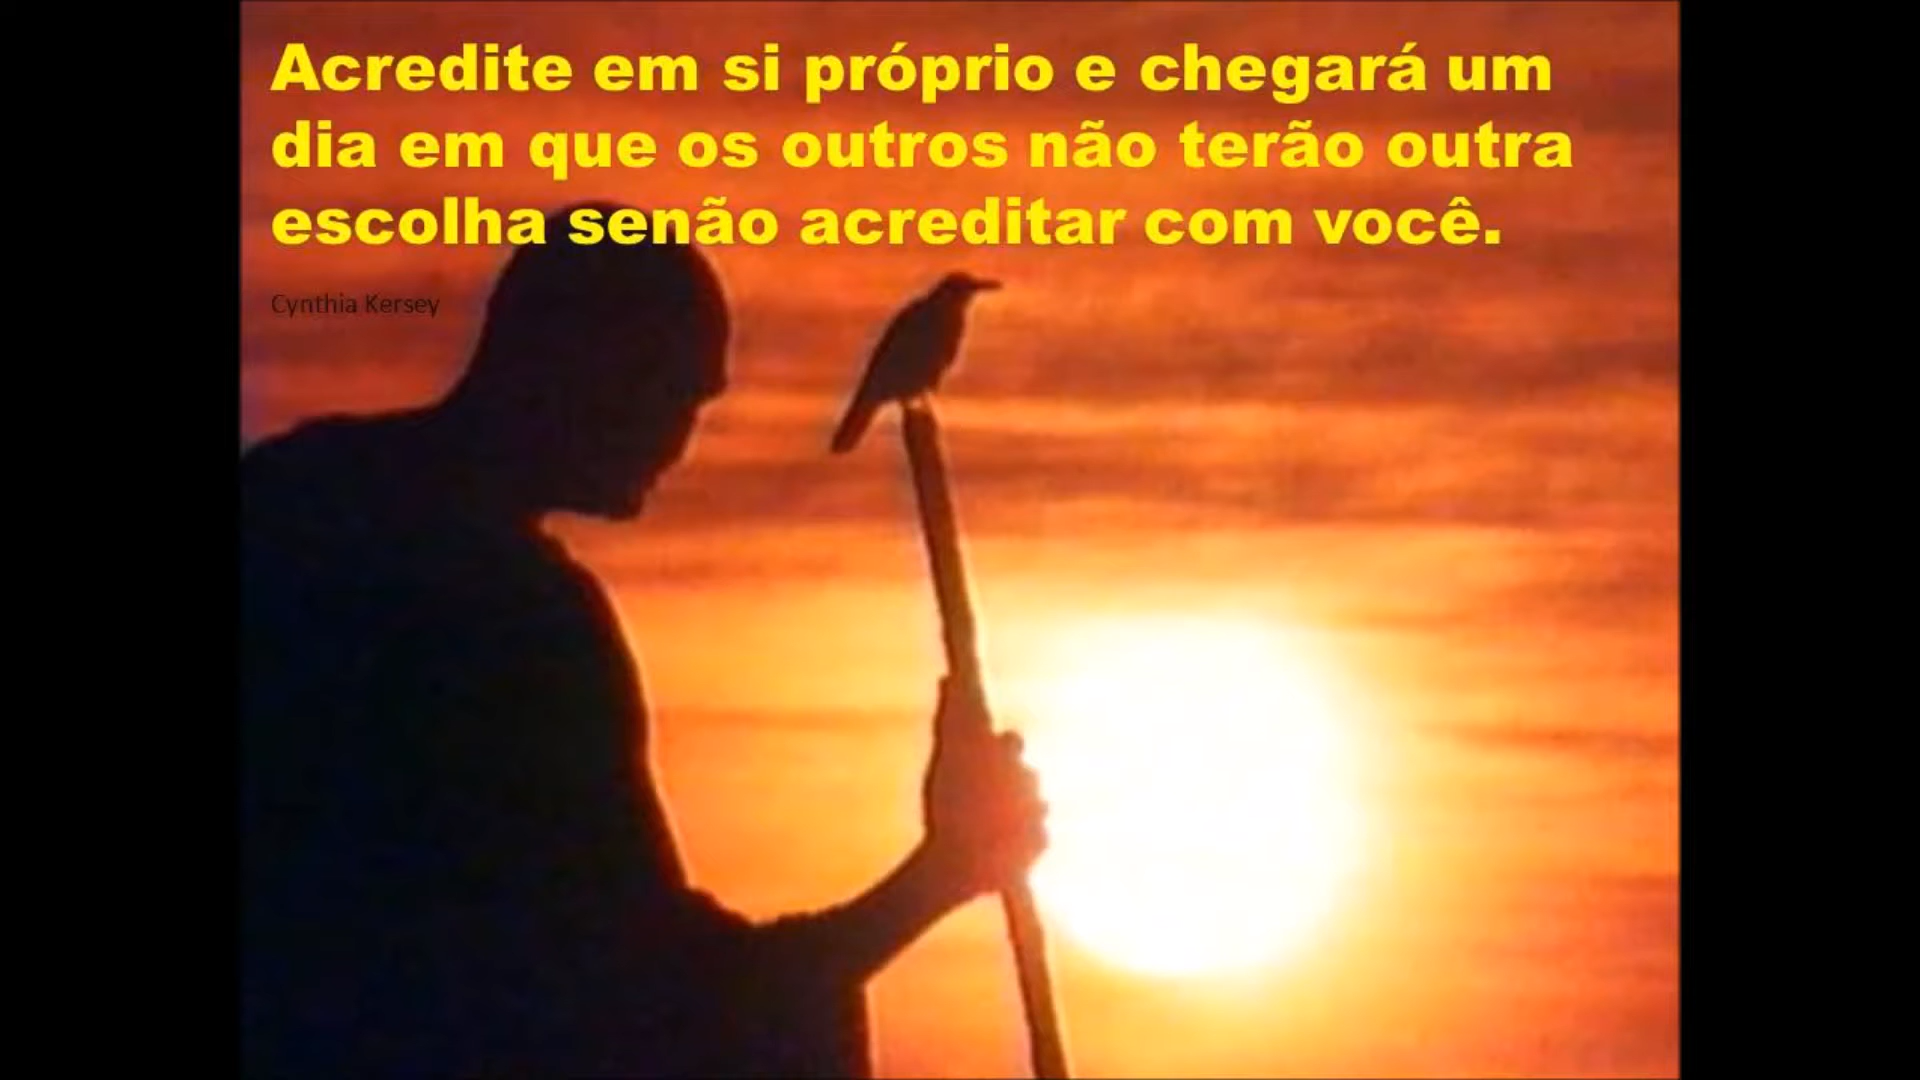 Acredite em si próprio e chegará um
dia em que os outros não terão outra
escolha senão acreditar com você.
Cynthia Kersey